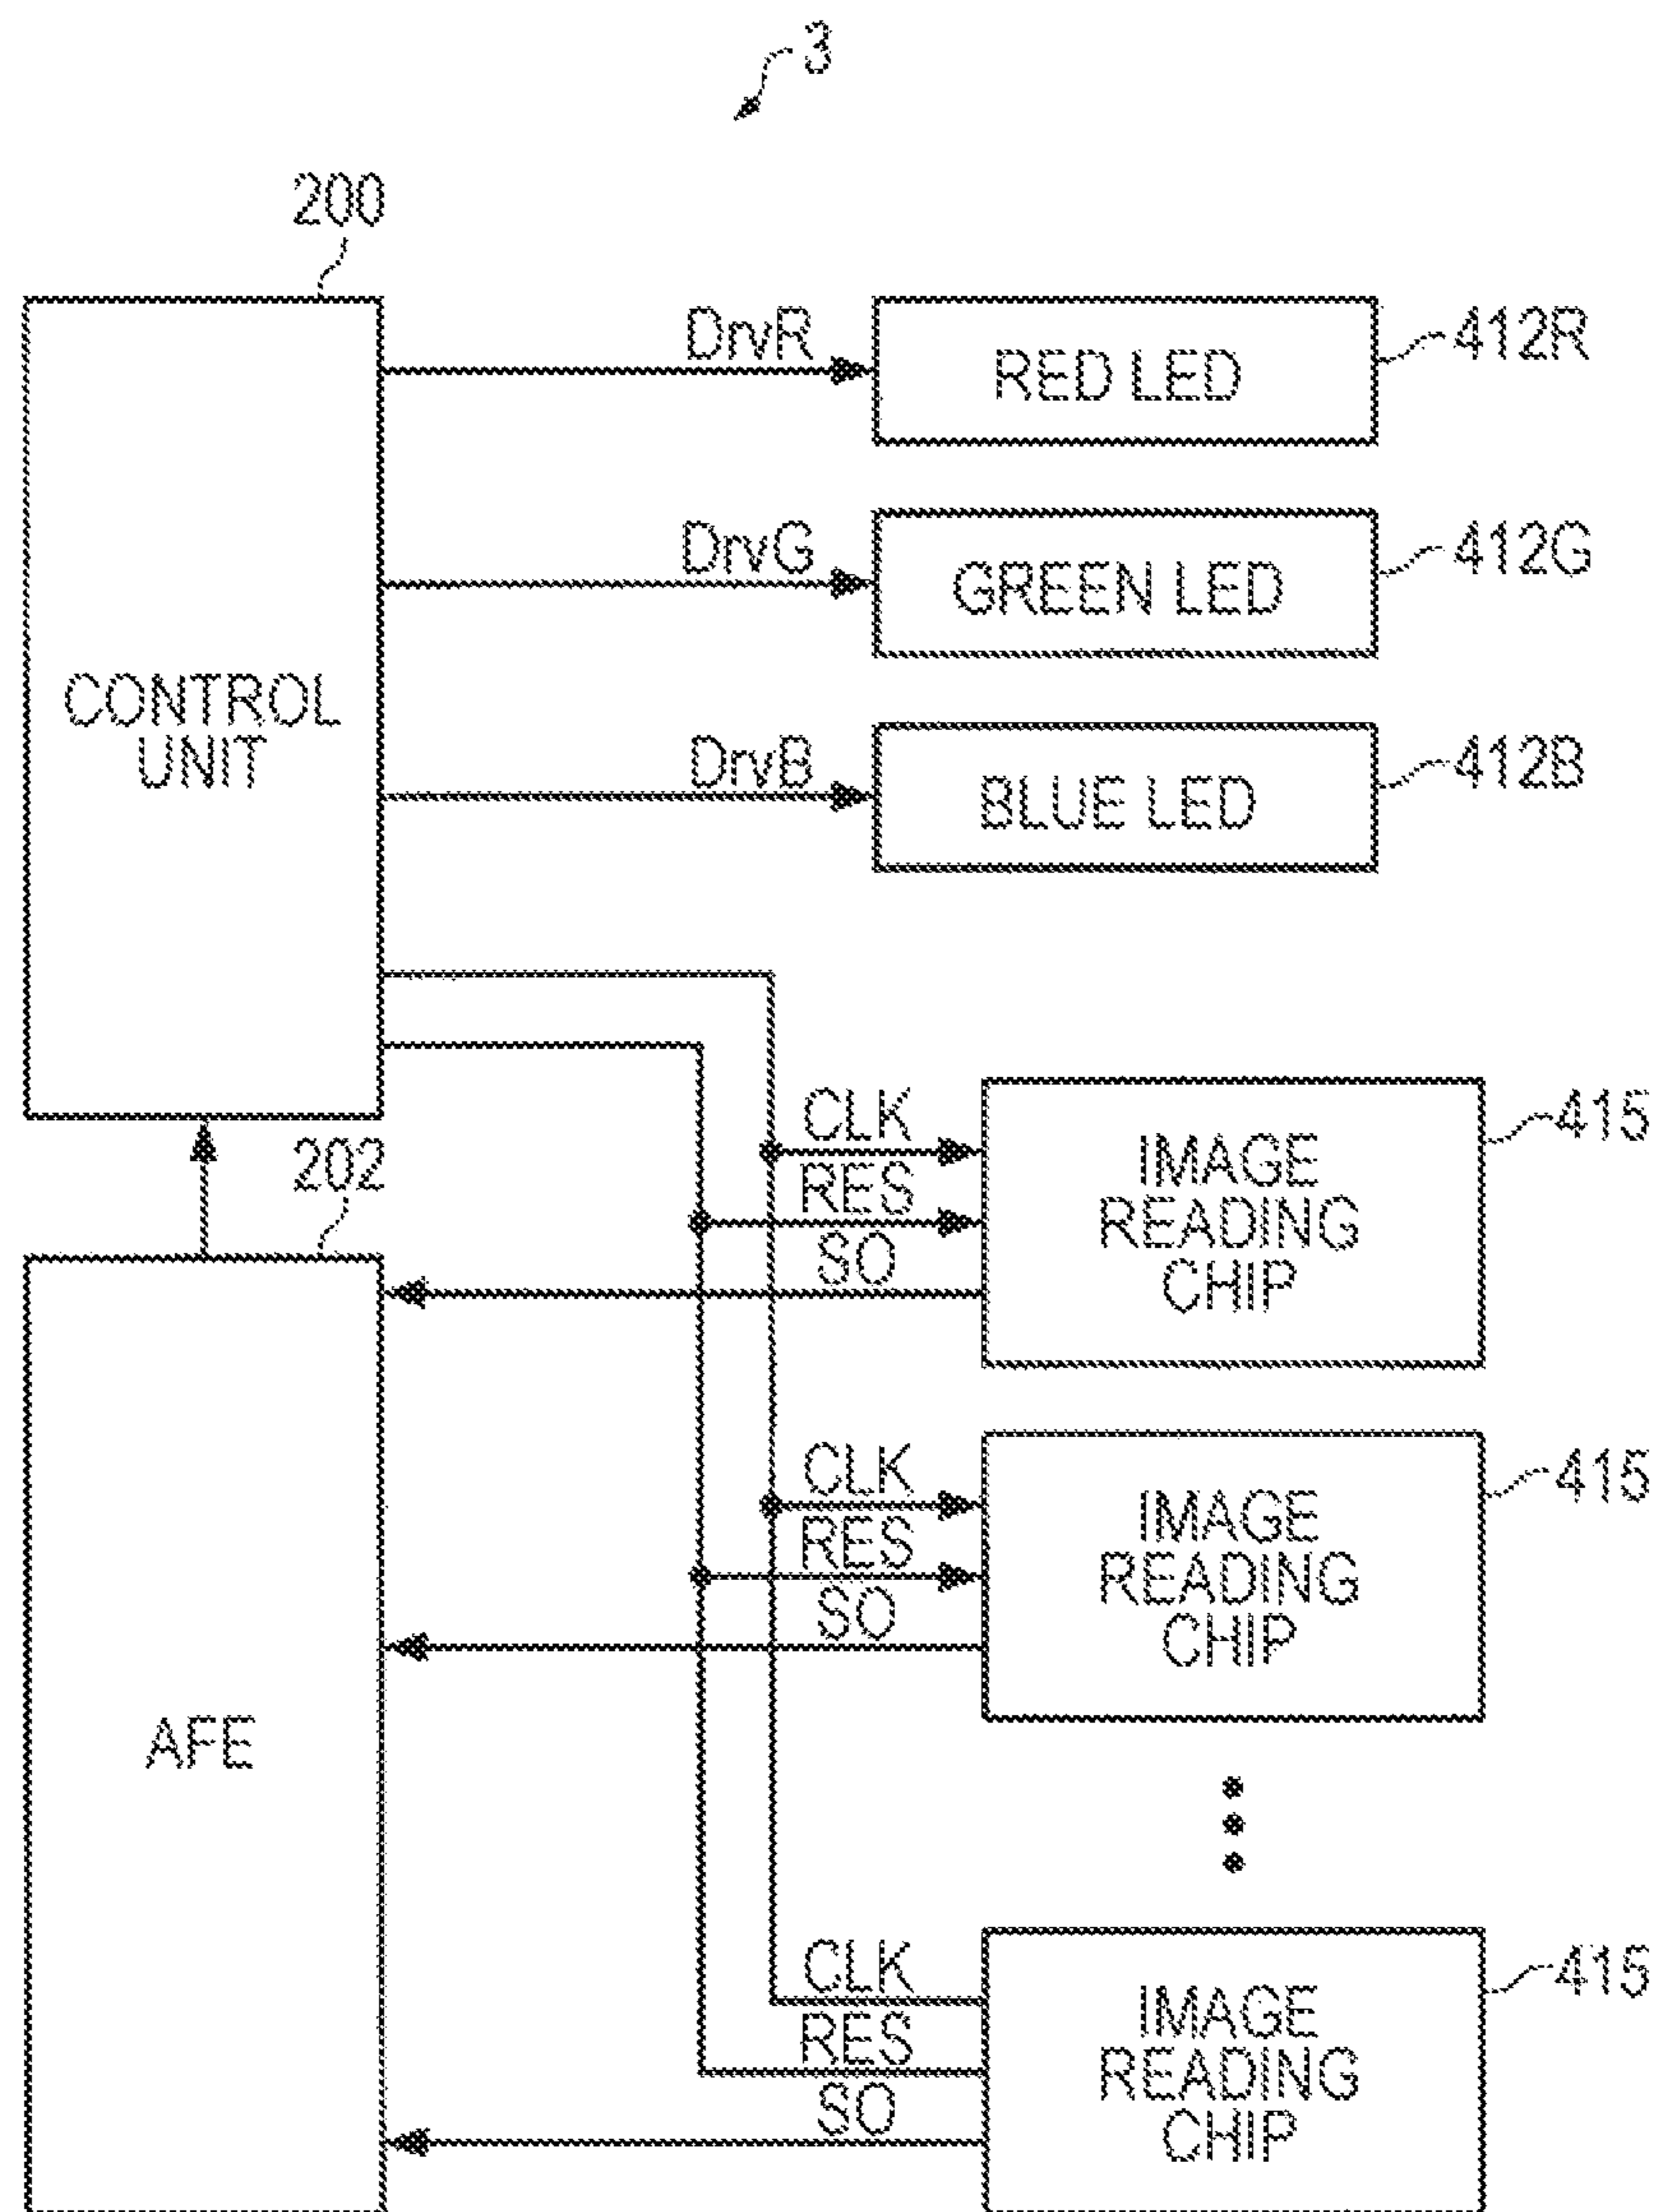 3
200
DrvR
RED LED
412R
DrvG
GREEN LED
412G
CONTROL
UNIT
DrvB
BLUE LED
412B
202
CLK
RES
SO
IMAGE
READING
CHIP
415
CLK
RES
SO
IMAGE
READING
CHIP
415
AFE
CLK
RES
SO
IMAGE
READING
CHIP
415